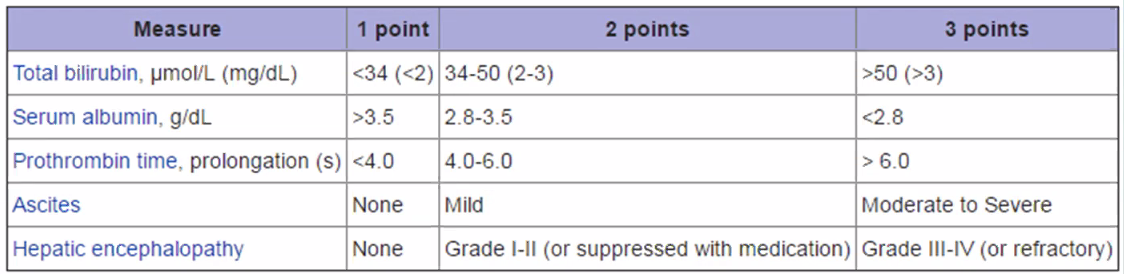 Measure 1 point 2 points 3 points
Total bilirubin, μmol/L (mg/dL) <34 (<2) 34-50 (2-3) >50 (>3)
Serum albumin, g/dL >3.5 2.8-3.5 <2.8
Prothrombin time, prolongation (s) <4.0 4.0-6.0 > 6.0
Ascites None Mild Moderate to Severe
Hepatic encephalopathy None Grade I-II (or suppressed with medication) Grade III-IV (or refractory)